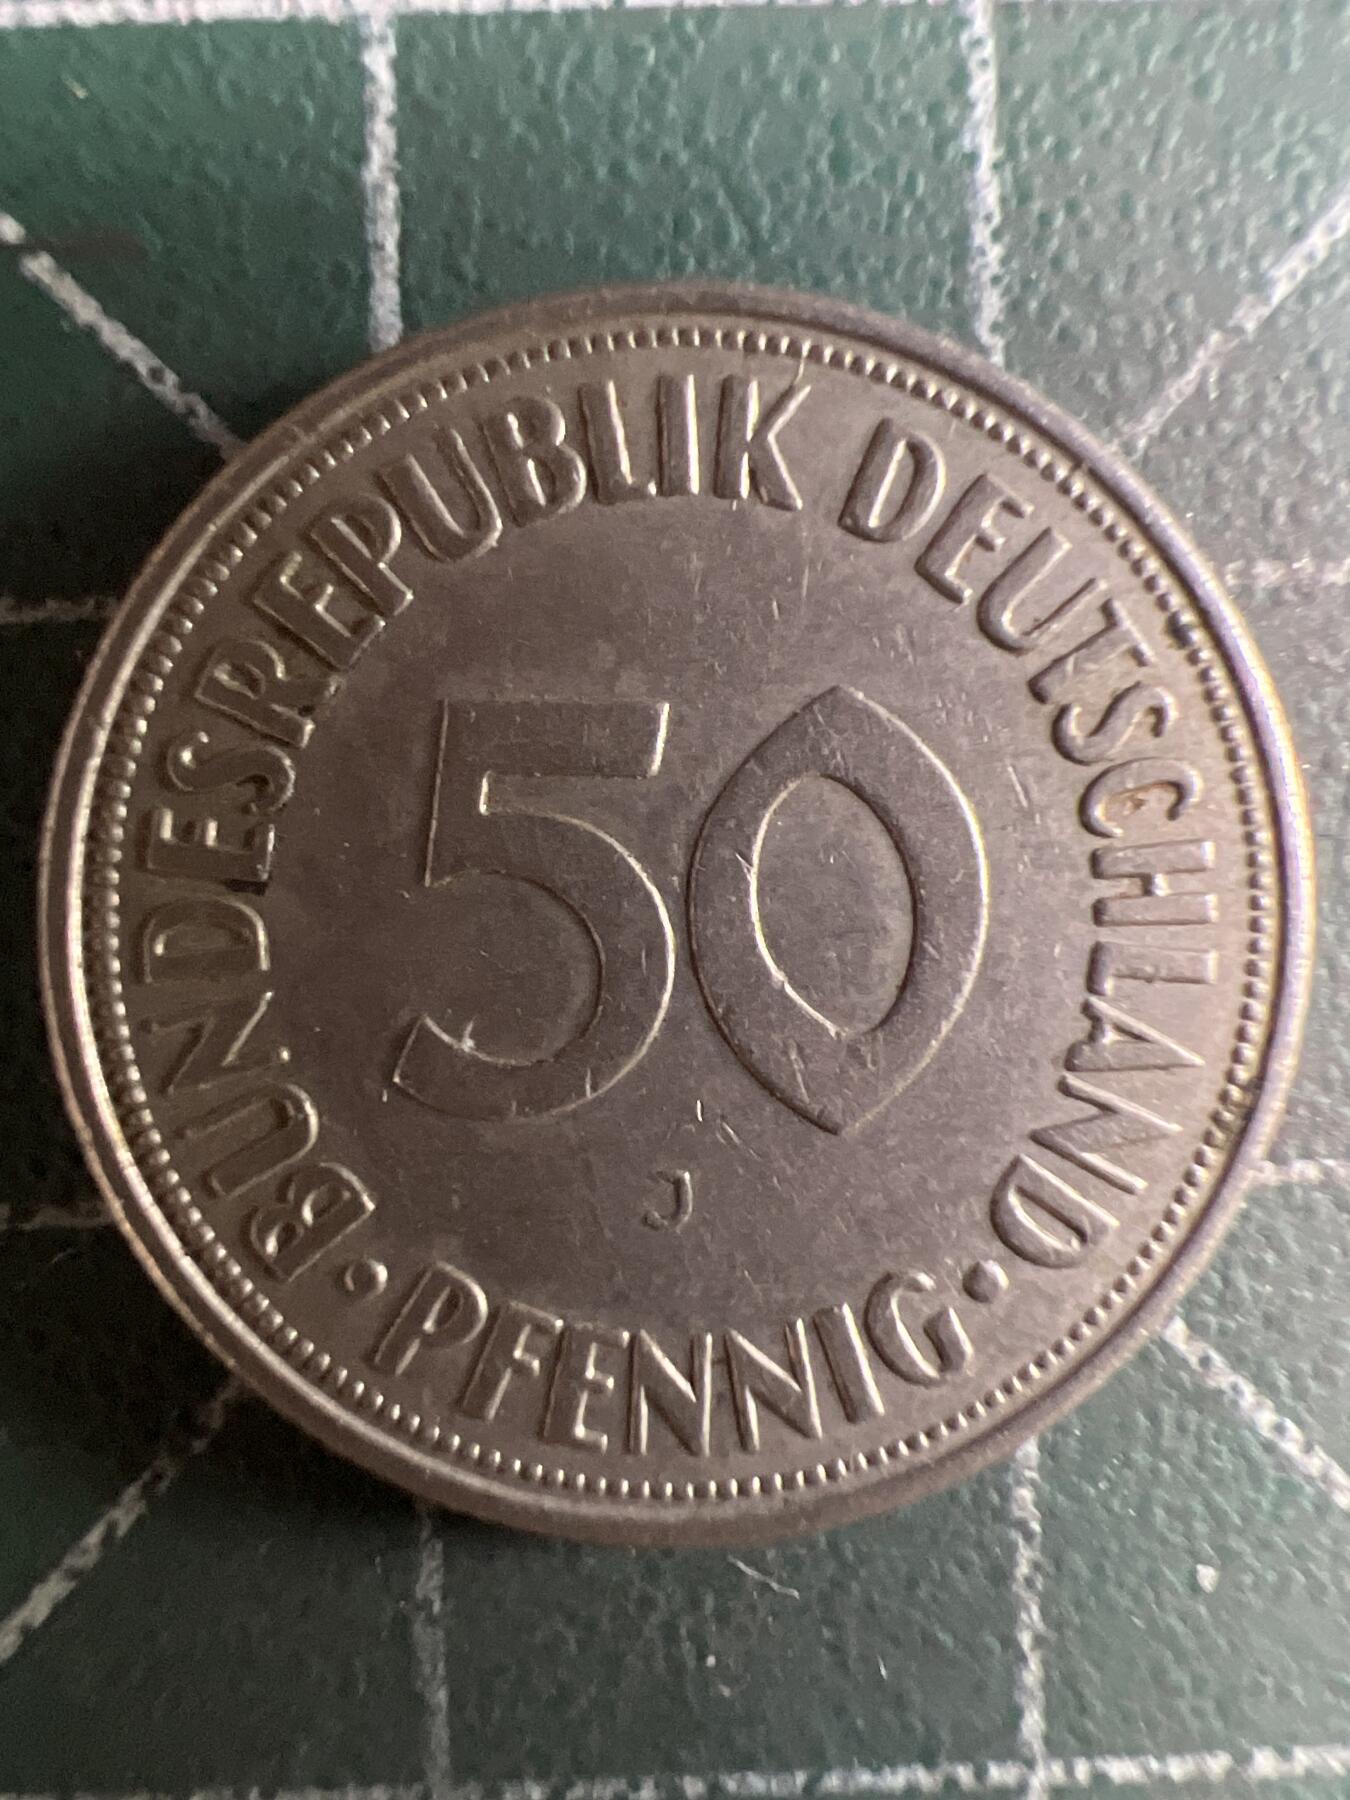 BUNDESREPUBLIK DEUTSCHLAND
50
J
• PFENNIG •